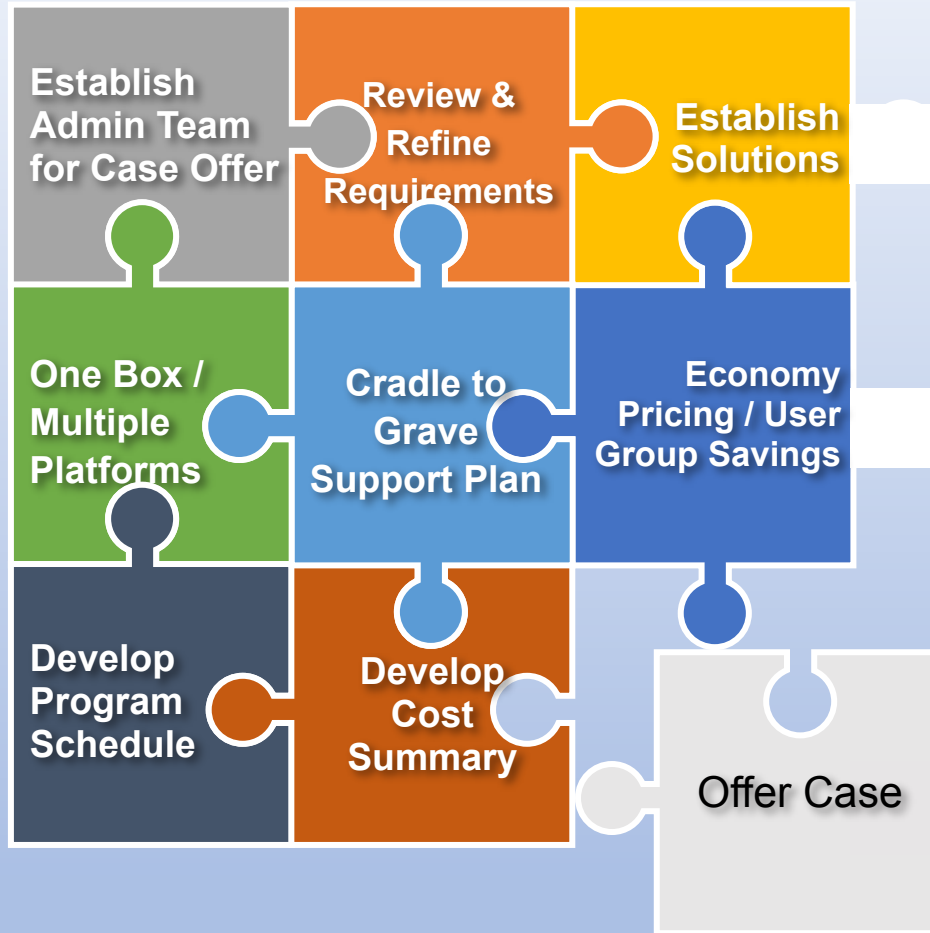 Establish
Admin Team
for Case Offer
Review &
Refine
Requirements
Establish
Solutions
One Box /
Multiple
Platforms
Cradle to
Grave
Support Plan
Economy
Pricing / User
Group Savings
Develop
Program
Schedule
Develop
Cost
Summary
Offer Case